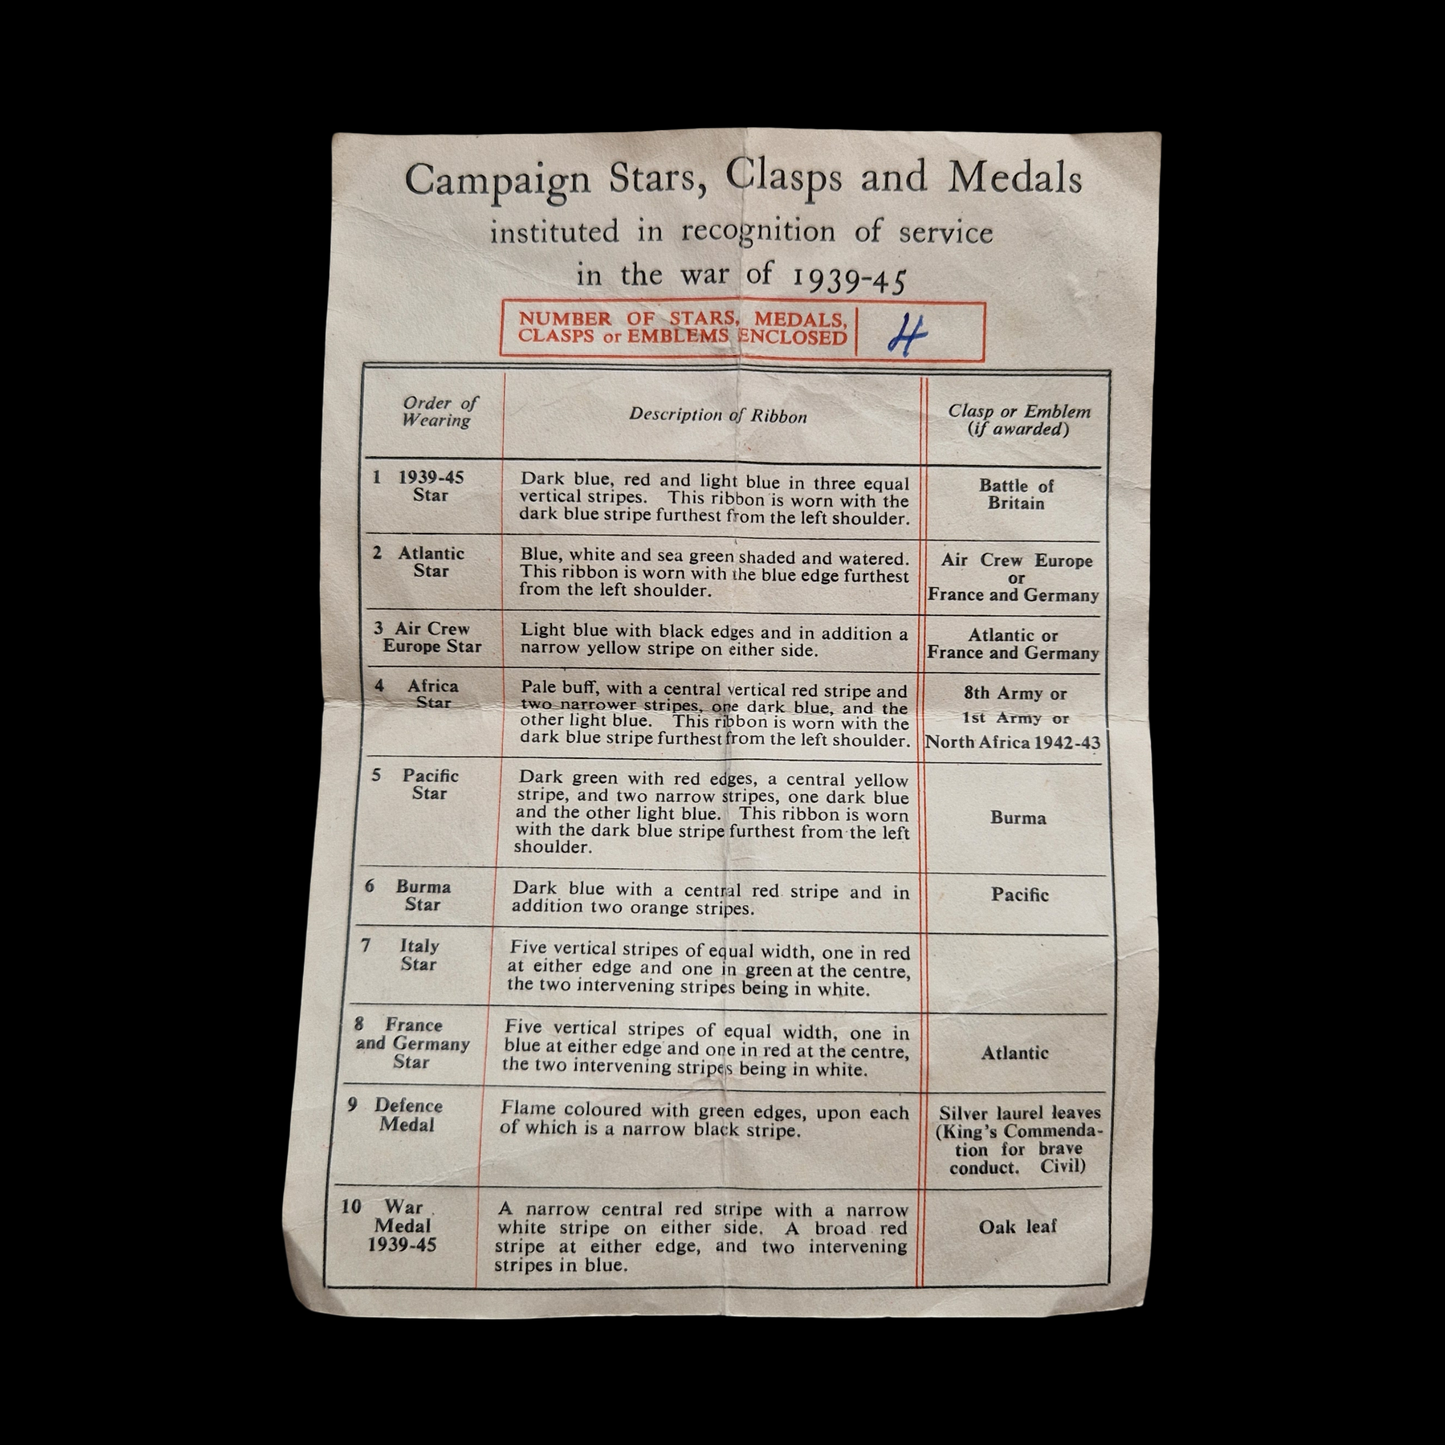 Campaign Stars, Clasps and Medals
instituted in recognition of service
in the war of 1939-45
NUMBER OF STARS, MEDALS,
CLASPS or EMBLEMS ENCLOSED
4
Order of
Wearing
Description of Ribbon
Clasp or Emblem
(if awarded)
1 1939-45
Star
Dark blue, red and light blue in three equal
vertical stripes. This ribbon is worn with the
dark blue stripe furthest from the left shoulder.
Battle of
Britain
2 Atlantic
Star
Blue, white and sea green shaded and watered.
This ribbon is worn with the blue edge furthest
from the left shoulder.
Air Crew Europe
or
France and Germany
3 Air Crew
Europe Star
Light blue with black edges and in addition a
narrow yellow stripe on either side.
Atlantic or
France and Germany
4 Africa
Star
Pale buff, with a central vertical red stripe and
two narrower stripes, one dark blue, and the
other light blue. This ribbon is worn with the
dark blue stripe furthest from the left shoulder.
8th Army or
1st Army or
North Africa 1942-43
5 Pacific
Star
Dark green with red edges, a central yellow
stripe, and two narrow stripes, one dark blue
and the other light blue. This ribbon is worn
with the dark blue stripe furthest from the left
shoulder.
Burma
6 Burma
Star
Dark blue with a central red stripe and in
addition two orange stripes.
Pacific
7 Italy
Star
Five vertical stripes of equal width, one in red
at either edge and one in green at the centre,
the two intervening stripes being in white.
8 France
and Germany
Star
Five vertical stripes of equal width, one in
blue at either edge and one in red at the centre,
the two intervening stripes being in white.
Atlantic
9 Defence
Medal
Flame coloured with green edges, upon each
of which is a narrow black stripe.
Silver laurel leaves
(King's Commenda-
tion for brave
conduct. Civil)
10 War
Medal
1939-45
A narrow central red stripe with a narrow
white stripe on either side. A broad red
stripe at either edge, and two intervening
stripes in blue.
Oak leaf